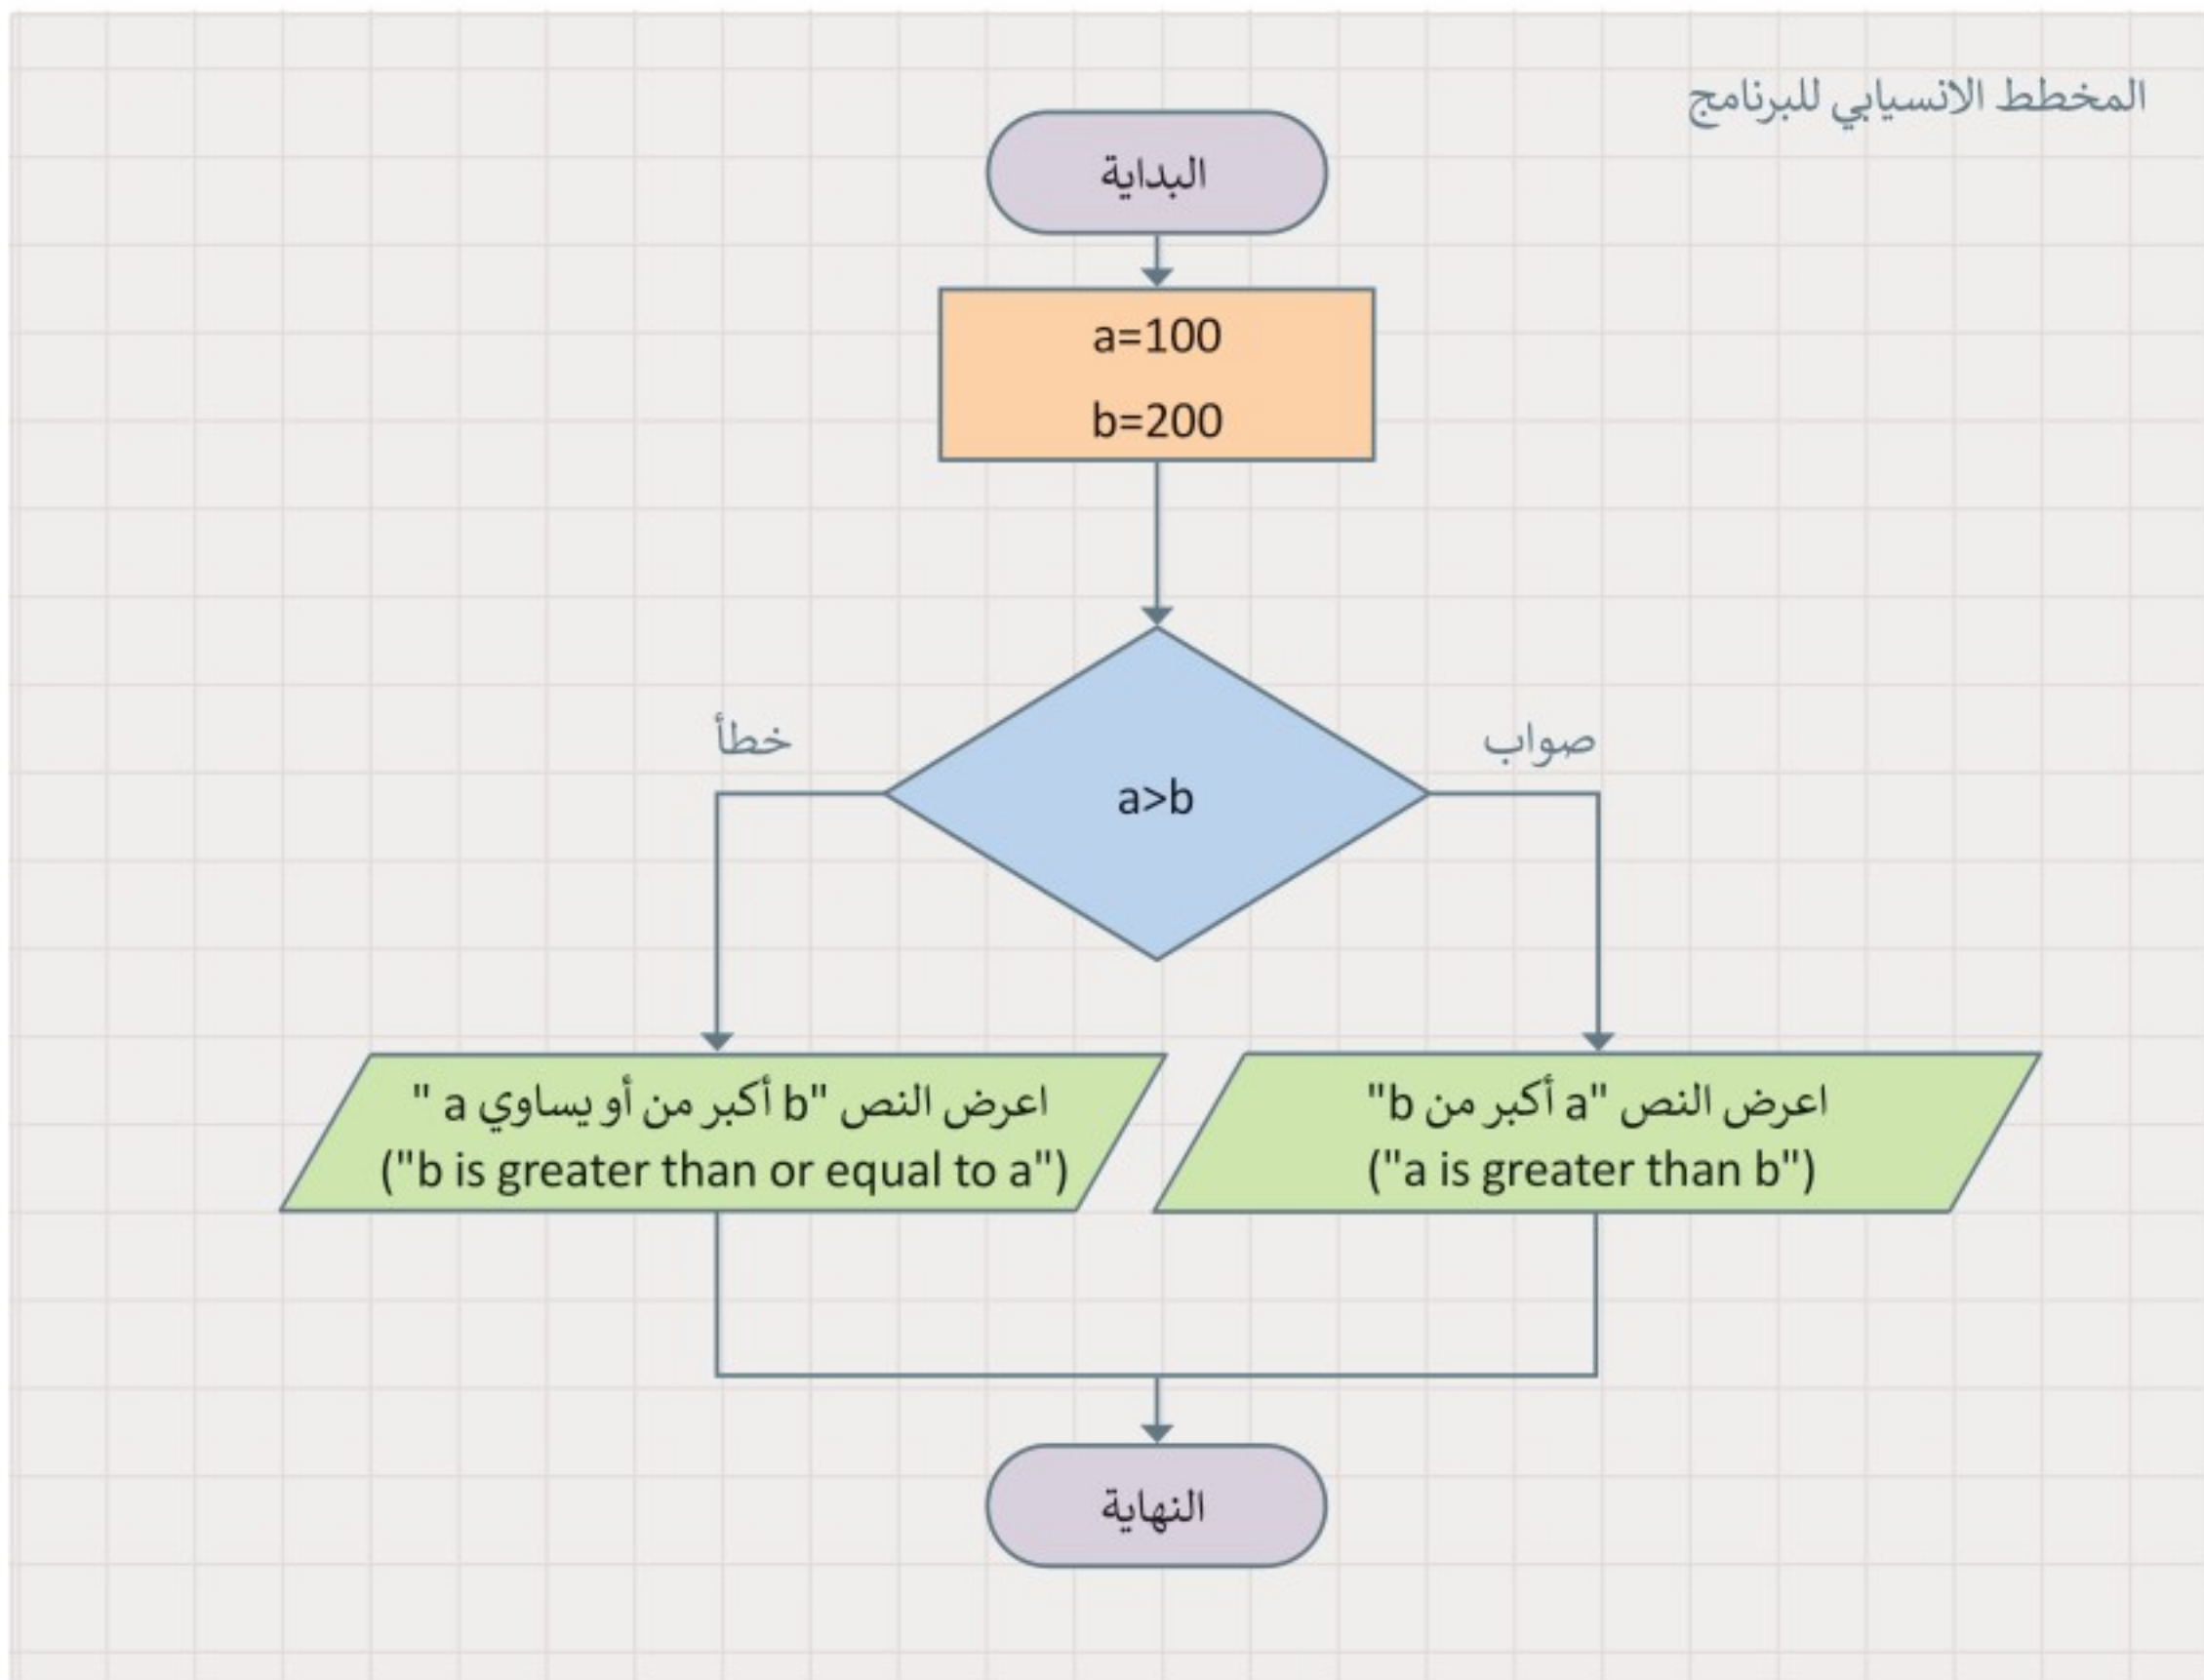 المخطط الانسيابي للبرنامج
البداية
a=100
b=200
a>b
صواب
خطأ
اعرض النص "a أكبر من b"
("a is greater than b")
اعرض النص "b أكبر من أو يساوي a "
("b is greater than or equal to a")
النهاية